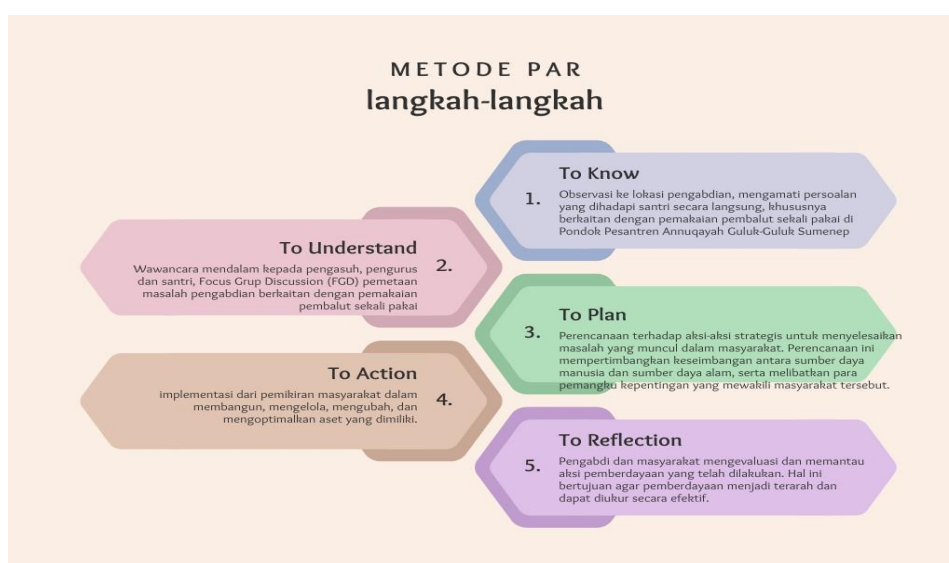 METODE PAR
langkah-langkah
1.
To Know
Observasi ke lokasi pengabdian, mengamati persoalan
yang dihadapi santri secara langsung, khususnya
berkaitan dengan pemakaian pembalut sekali pakai di
Pondok Pesantren Annuqayah Guluk-Guluk Sumenep
2.
To Understand
Wawancara mendalam kepada pengasuh, pengurus
dan santri, Focus Grup Discussion (FGD) pemetaan
masalah pengabdian berkaitan dengan pemakaian
pembalut sekali pakai
3.
To Plan
Perencanaan terhadap aksi-aksi strategis untuk menyelesaikan
masalah yang muncul dalam masyarakat. Perencanaan ini
mempertimbangkan keseimbangan antara sumber daya
manusia dan sumber daya alam, serta melibatkan para
pemangku kepentingan yang mewakili masyarakat tersebut.
4.
To Action
implementasi dari pemikiran masyarakat dalam
membangun, mengelola, mengubah, dan
mengoptimalkan aset yang dimiliki.
5.
To Reflection
Pengabdi dan masyarakat mengevaluasi dan memantau
aksi pemberdayaan yang telah dilakukan. Hal ini
bertujuan agar pemberdayaan menjadi terarah dan
dapat diukur secara efektif.